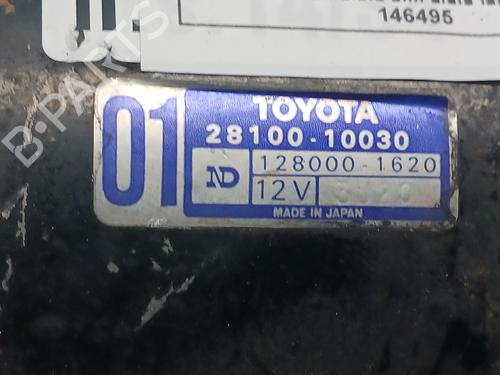 146495
01
TOYOTA
28100-10030
ND 128000-1620
12V
MADE IN JAPAN
B-PARTS